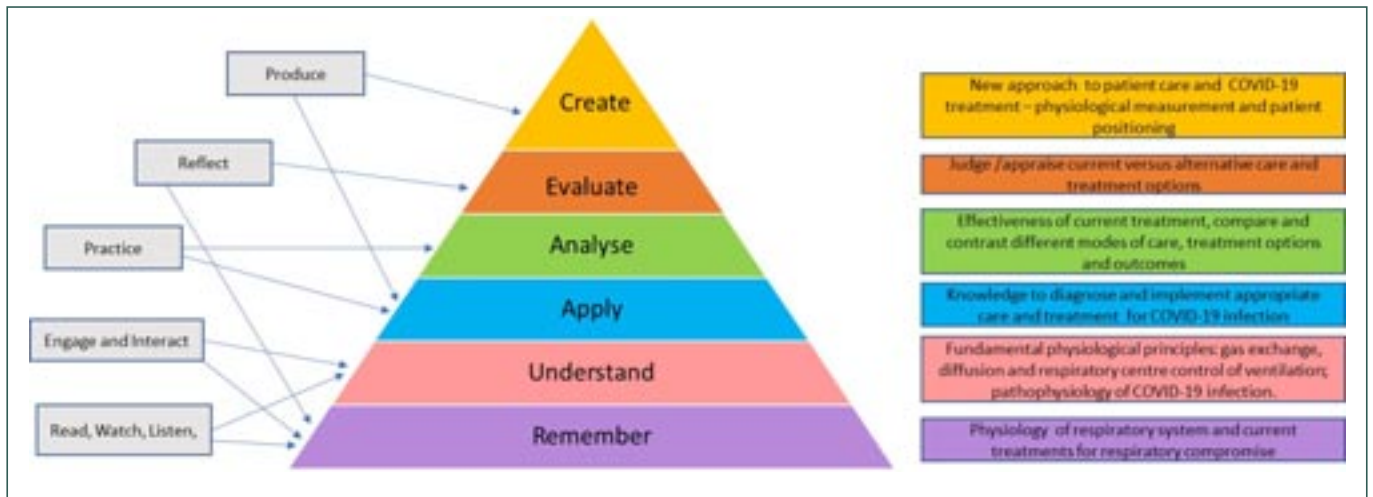 Produce
Reflect
Practice
Engage and Interact
Read, Watch, Listen,
Create
Evaluate
Analyse
Apply
Understand
Remember
New approach to patient care and COVID-19
treatment – physiological measurement and patient
positioning
Judge /appraise current versus alternative care and
treatment options
Effectiveness of current treatment, compare and
contrast different modes of care, treatment options
and outcomes
Knowledge to diagnose and implement appropriate
care and treatment for COVID-19 infection
Fundamental physiological principles: gas exchange,
diffusion and respiratory centre control of ventilation;
pathophysiology of COVID-19 infection.
Physiology of respiratory system and current
treatments for respiratory compromise